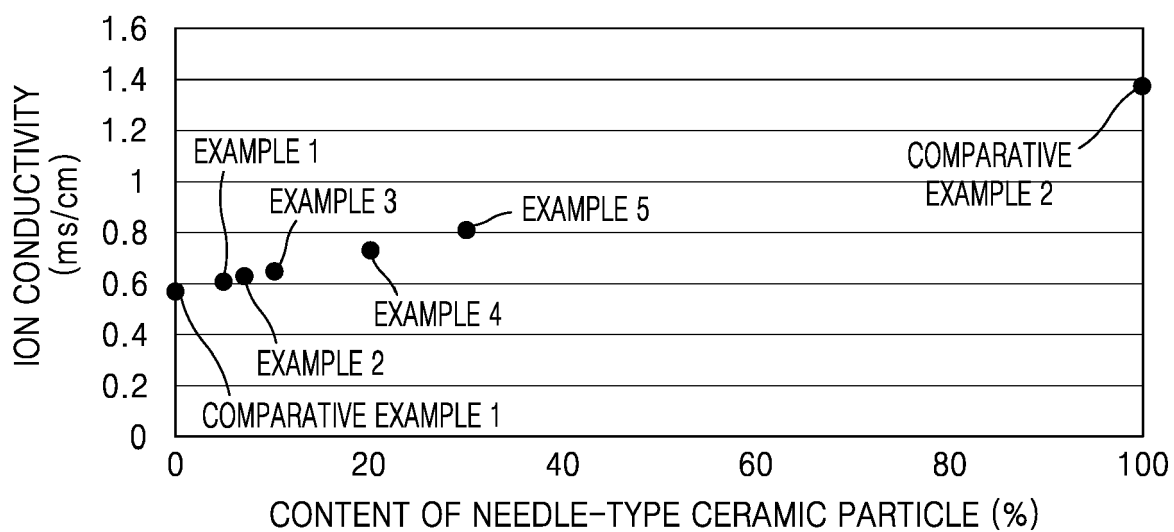 1.6
1.4
1.2
1
0.8
0.6
0.4
0.2
0
ION CONDUCTIVITY
(ms/cm)
EXAMPLE 1
EXAMPLE 3
EXAMPLE 5
COMPARATIVE
EXAMPLE 2
EXAMPLE 4
EXAMPLE 2
COMPARATIVE EXAMPLE 1
0 20 40 60 80 100
CONTENT OF NEEDLE-TYPE CERAMIC PARTICLE (%)